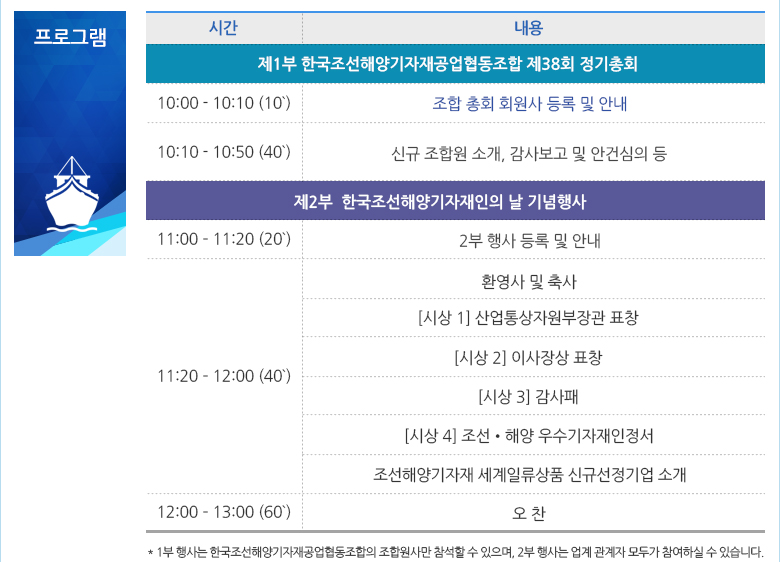 프로그램
시간 내용
제1부 한국조선해양기자재공업협동조합 제38회 정기총회
10:00 - 10:10 (10`) 조합 총회 회원사 등록 및 안내
10:10 - 10:50 (40`) 신규 조합원 소개, 감사보고 및 안건심의 등
제2부 한국조선해양기자재인의 날 기념행사
11:00 - 11:20 (20`) 2부 행사 등록 및 안내
환영사 및 축사
[시상 1] 산업통상자원부장관 표창
[시상 2] 이사장상 표창
11:20 - 12:00 (40`)
[시상 3] 감사패
[시상 4] 조선 • 해양 우수기자재인정서
조선해양기자재 세계일류상품 신규선정기업 소개
12:00 - 13:00 (60`) 오 찬
* 1부 행사는 한국조선해양기자재공업협동조합의 조합원사만 참석할 수 있으며, 2부 행사는 업계 관계자 모두가 참여하실 수 있습니다.